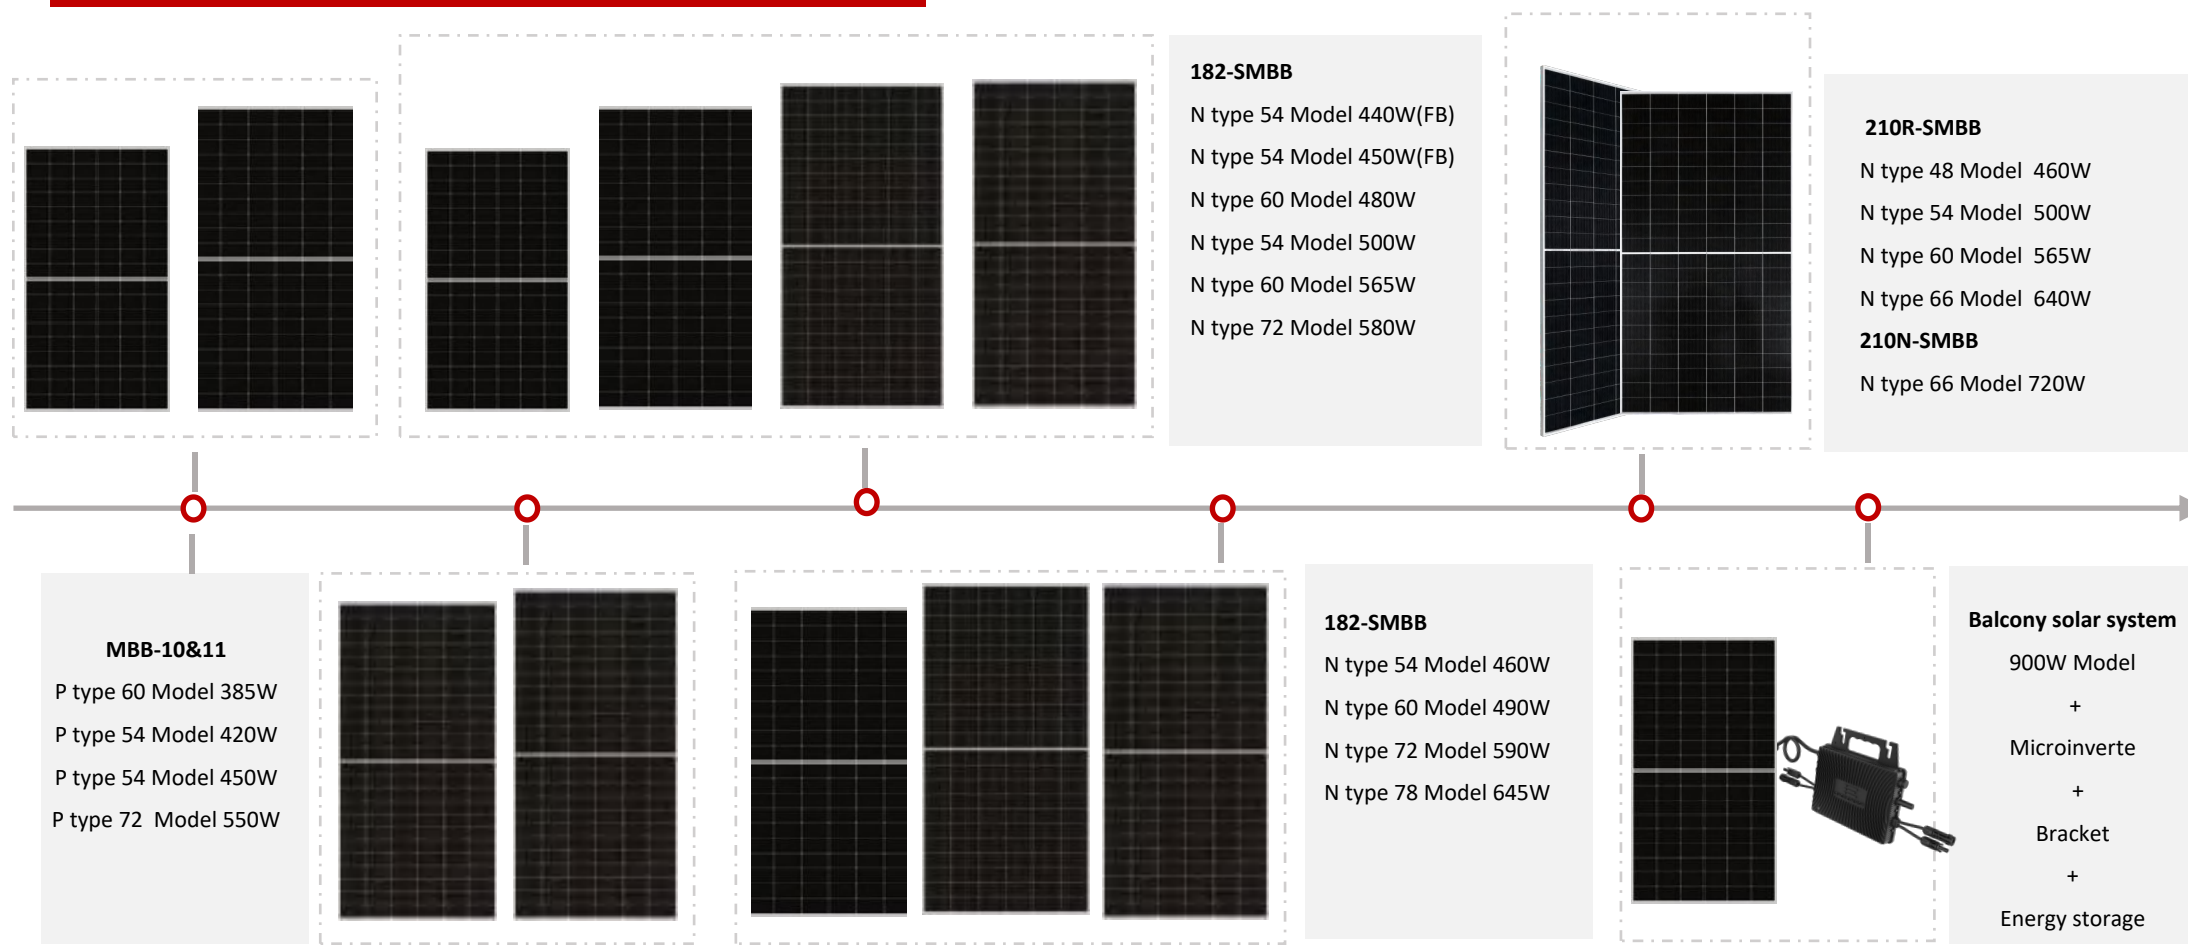 182-SMBB
N type 54 Model 440W(FB)
N type 54 Model 450W(FB)
N type 60 Model 480W
N type 54 Model 500W
N type 60 Model 565W
N type 72 Model 580W
210R-SMBB
N type 48 Model  460W
N type 54 Model  500W
N type 60 Model  565W
N type 66 Model  640W
210N-SMBB
N type 66 Model 720W
MBB-10&11
P type 60 Model 385W
P type 54 Model 420W
P type 54 Model 450W
P type 72  Model 550W
182-SMBB
N type 54 Model 460W
N type 60 Model 490W
N type 72 Model 590W
N type 78 Model 645W
Balcony solar system
900W Model
+
Microinverte
+
Bracket
+
Energy storage